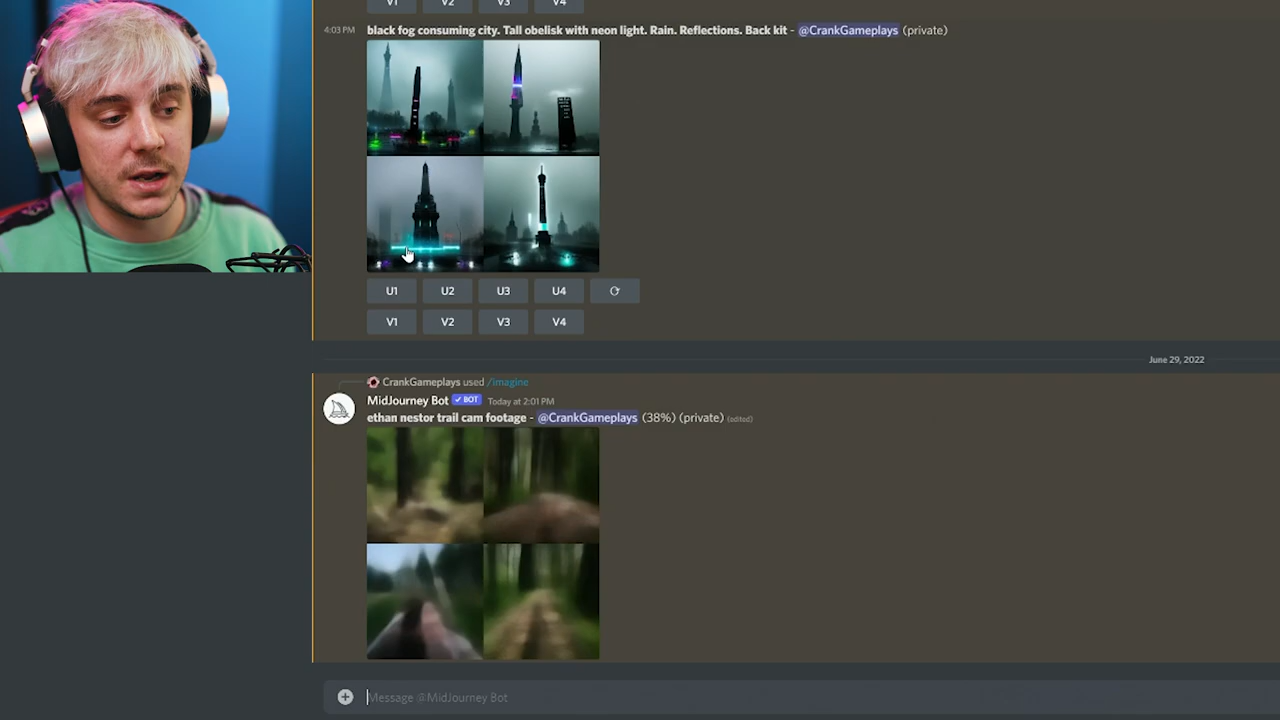 V1 V2 V3 V4
4:03 PM black fog consuming city. Tall obelisk with neon light. Rain. Reflections. Back kit - @CrankGameplays (private)
U1 U2 U3 U4
V1 V2 V3 V4
June 29, 2022
CrankGameplays used /imagine
MidJourney Bot ✓ BOT Today at 2:01 PM
ethan nestor trail cam footage - @CrankGameplays (38%) (private) (edited)
Message @MidJourney Bot